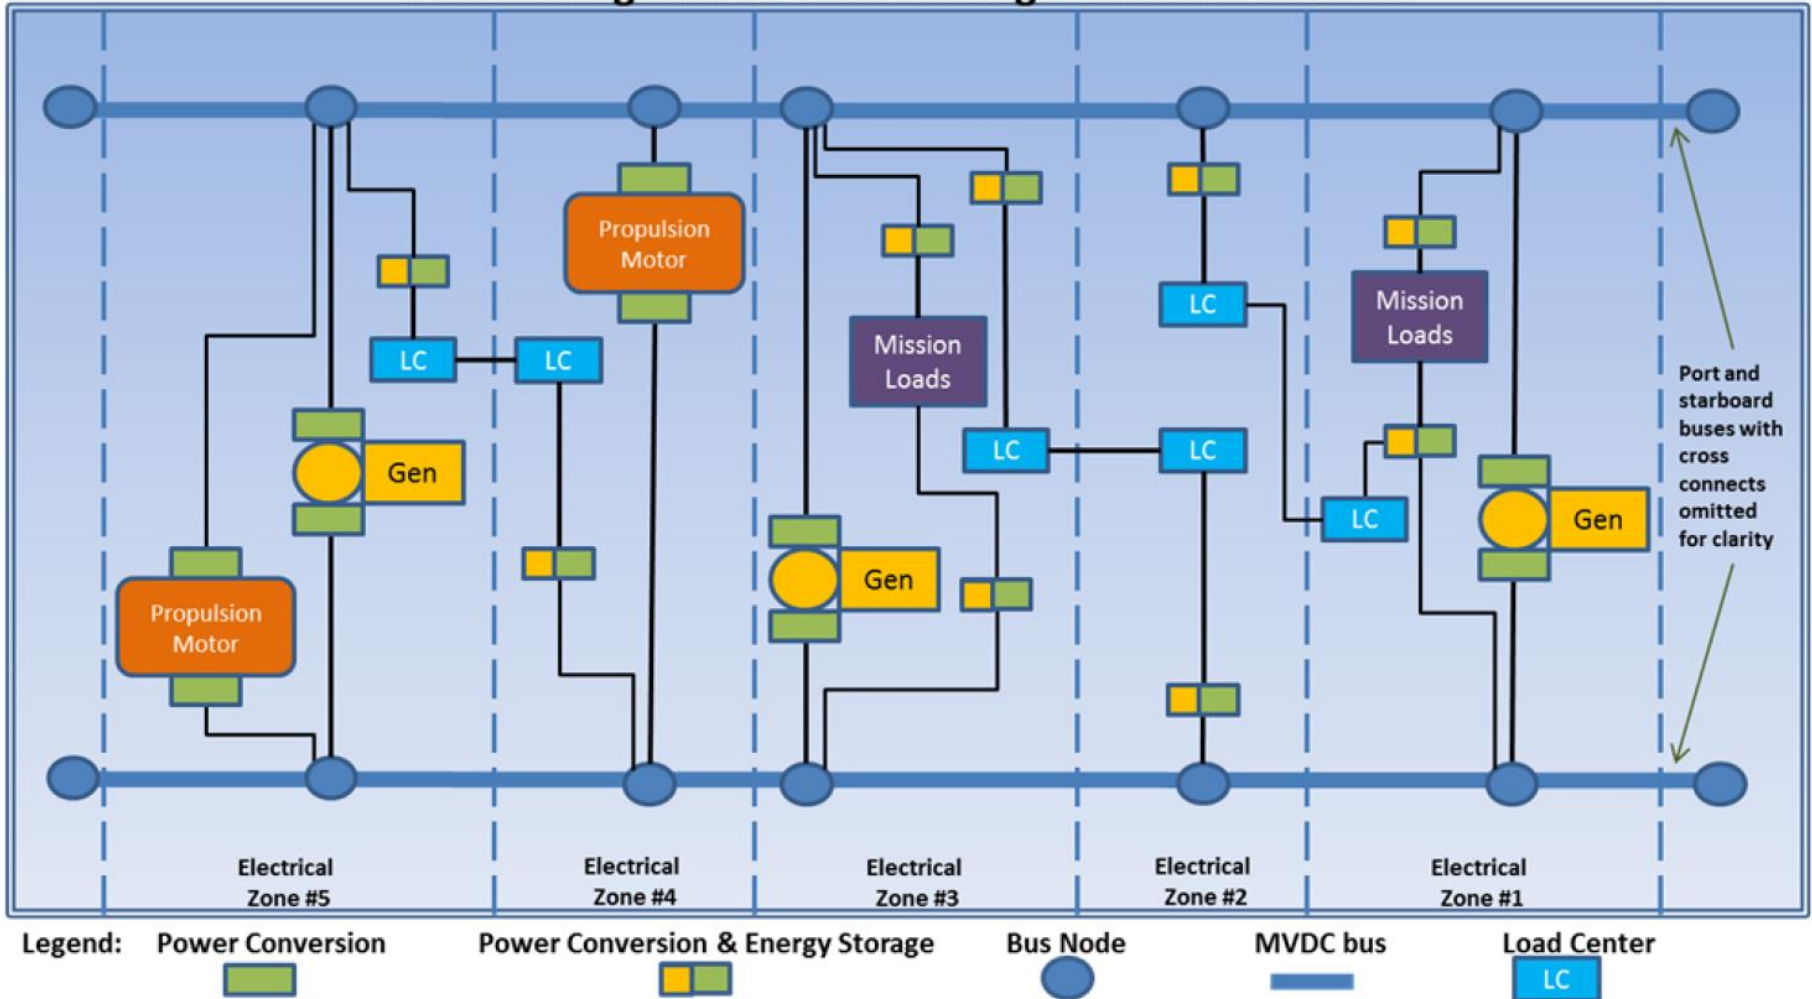 Propulsion
Motor
Mission
Loads
LC
Mission
Loads
LC
LC
Port and
starboard
buses with
cross
connects
omitted
for clarity
Gen
LC
LC
LC
Gen
Gen
Propulsion
Motor
Electrical
Zone #5
Electrical
Zone #4
Electrical
Zone #3
Electrical
Zone #2
Electrical
Zone #1
Legend: Power Conversion Power Conversion & Energy Storage Bus Node MVDC bus Load Center
LC